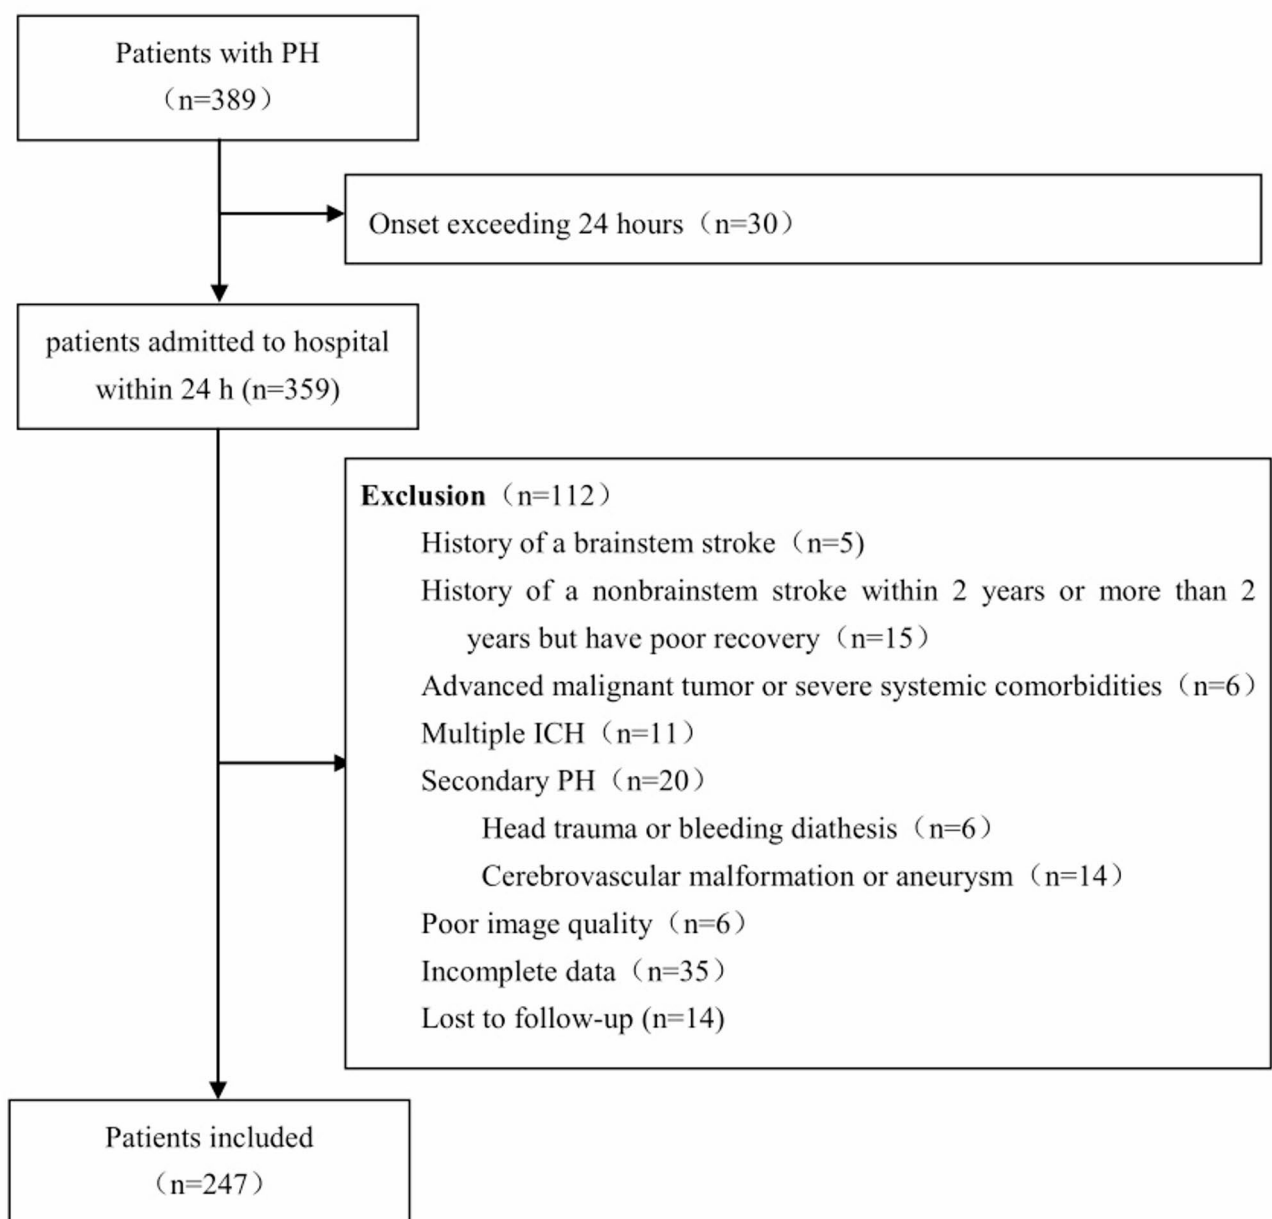 Patients with PH
（n=389）
Onset exceeding 24 hours（n=30）
patients admitted to hospital
within 24 h (n=359)
Exclusion（n=112）
History of a brainstem stroke（n=5)
History of a nonbrainstem stroke within 2 years or more than 2
years but have poor recovery（n=15）
Advanced malignant tumor or severe systemic comorbidities（n=6）
Multiple ICH（n=11）
Secondary PH（n=20）
Head trauma or bleeding diathesis（n=6）
Cerebrovascular malformation or aneurysm（n=14）
Poor image quality（n=6）
Incomplete data（n=35）
Lost to follow-up (n=14)
Patients included
（n=247）